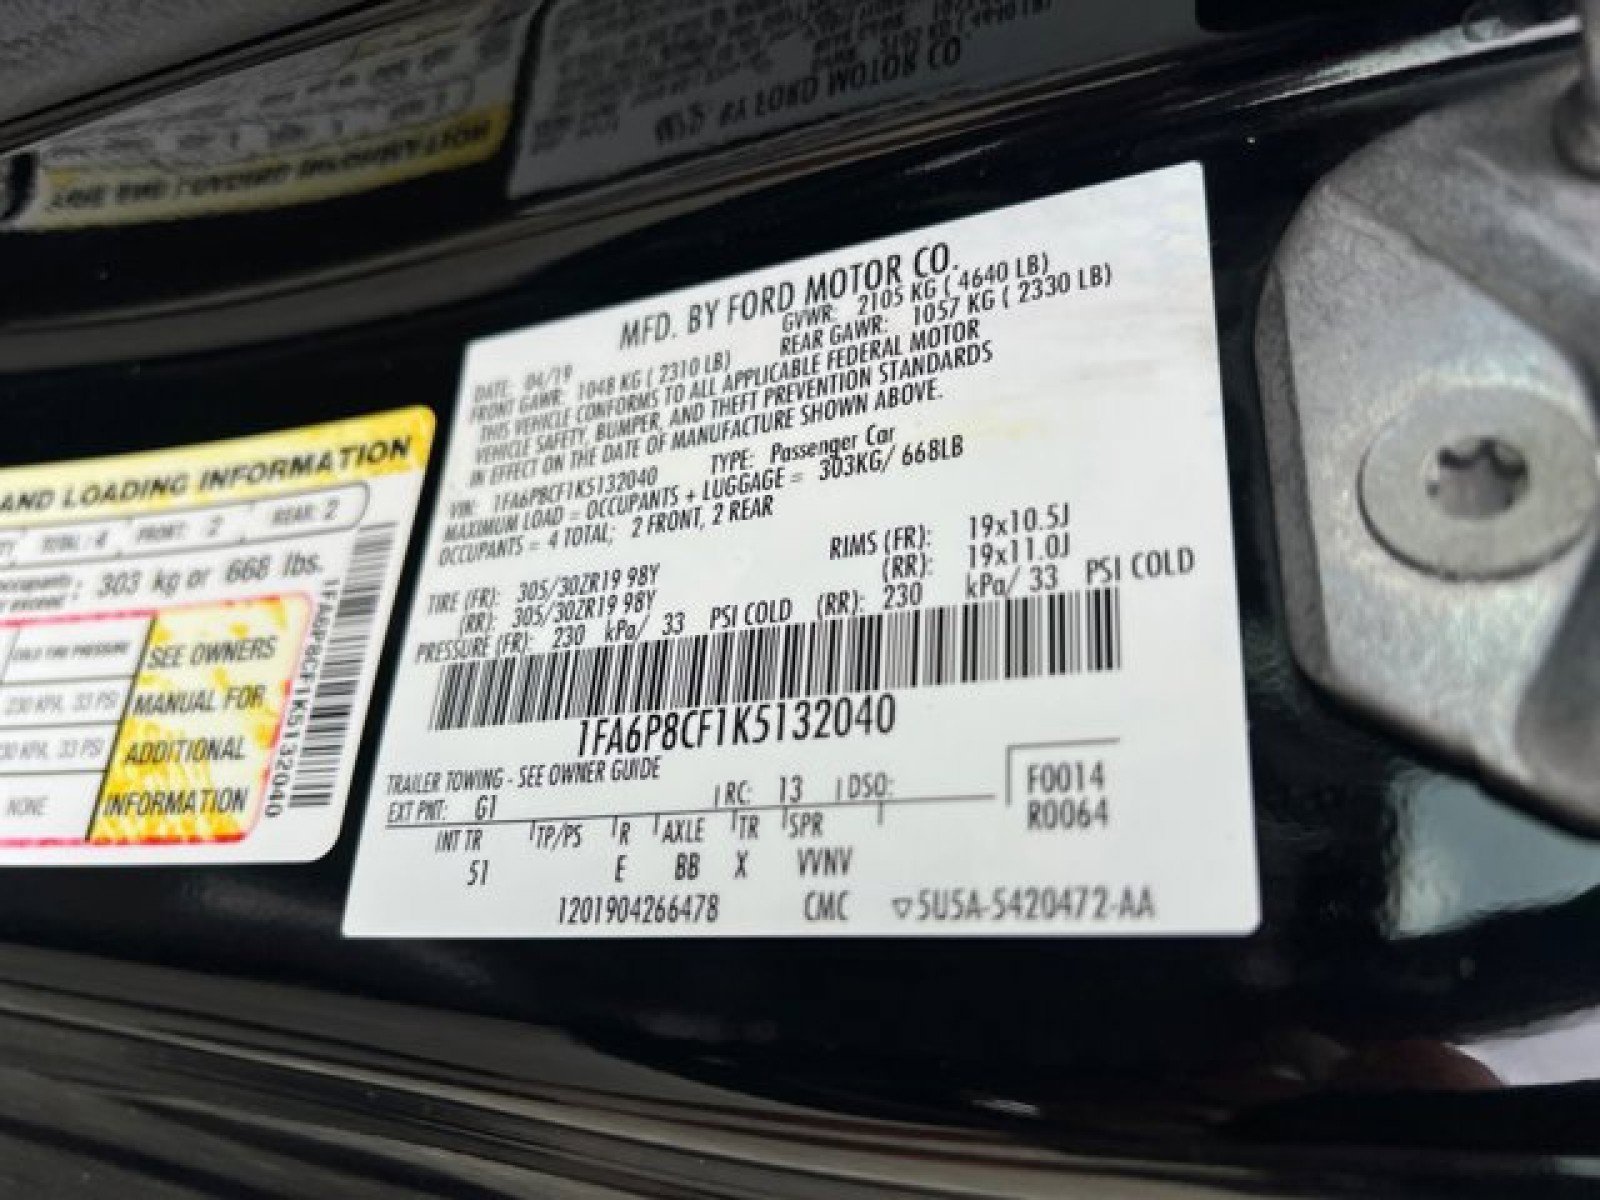 MFD. BY FORD MOTOR CO.
DATE: 04/19 GVWR: 2105 KG ( 4640 LB)
FRONT GAWR: 1048 KG ( 2310 LB) REAR GAWR: 1057 KG ( 2330 LB)
THIS VEHICLE CONFORMS TO ALL APPLICABLE FEDERAL MOTOR
VEHICLE SAFETY, BUMPER, AND THEFT PREVENTION STANDARDS
IN EFFECT ON THE DATE OF MANUFACTURE SHOWN ABOVE.
VIN: 1FA6P8CF1K5132040 TYPE: Passenger Car
MAXIMUM LOAD = OCCUPANTS + LUGGAGE = 303KG/ 668LB
OCCUPANTS = 4 TOTAL; 2 FRONT, 2 REAR
TIRE (FR): 305/30ZR19 98Y RIMS (FR): 19x10.5J
(RR): 305/30ZR19 98Y (RR): 19x11.0J
PRESSURE (FR): 230 kPa/ 33 PSI COLD (RR): 230 kPa/ 33 PSI COLD
1FA6P8CF1K5132040
TRAILER TOWING - SEE OWNER GUIDE
EXT PNT: G1 RC: 13 DSO: F0014
INT TR TP/PS R AXLE TR SPR R0064
51 E BB X VVNV
1201904266478 CMC 5U5A-5420472-AA
AND LOADING INFORMATION
TOTAL: 4 FRONT: 2 REAR: 2
303 kg or 668 lbs.
COLD TIRE PRESSURE
230 KPA, 33 PSI
33 PSI
NONE
SEE OWNERS
MANUAL FOR
ADDITIONAL
INFORMATION
1FA6P8CF1K5132040